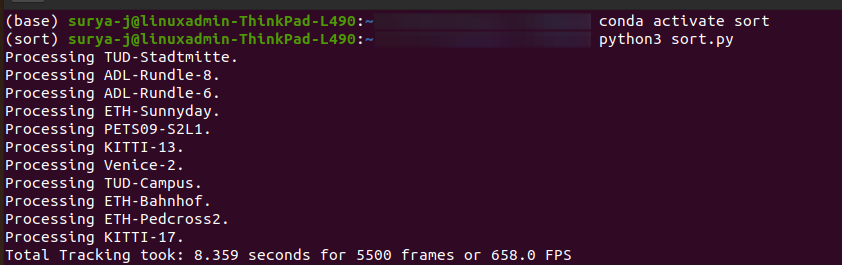 (base) surya-j@linuxadmin-ThinkPad-L490:~ conda activate sort
(sort) surya-j@linuxadmin-ThinkPad-L490:~ python3 sort.py
Processing TUD-Stadtmitte.
Processing ADL-Rundle-8.
Processing ADL-Rundle-6.
Processing ETH-Sunnyday.
Processing PETS09-S2L1.
Processing KITTI-13.
Processing Venice-2.
Processing TUD-Campus.
Processing ETH-Bahnhof.
Processing ETH-Pedcross2.
Processing KITTI-17.
Total Tracking took: 8.359 seconds for 5500 frames or 658.0 FPS